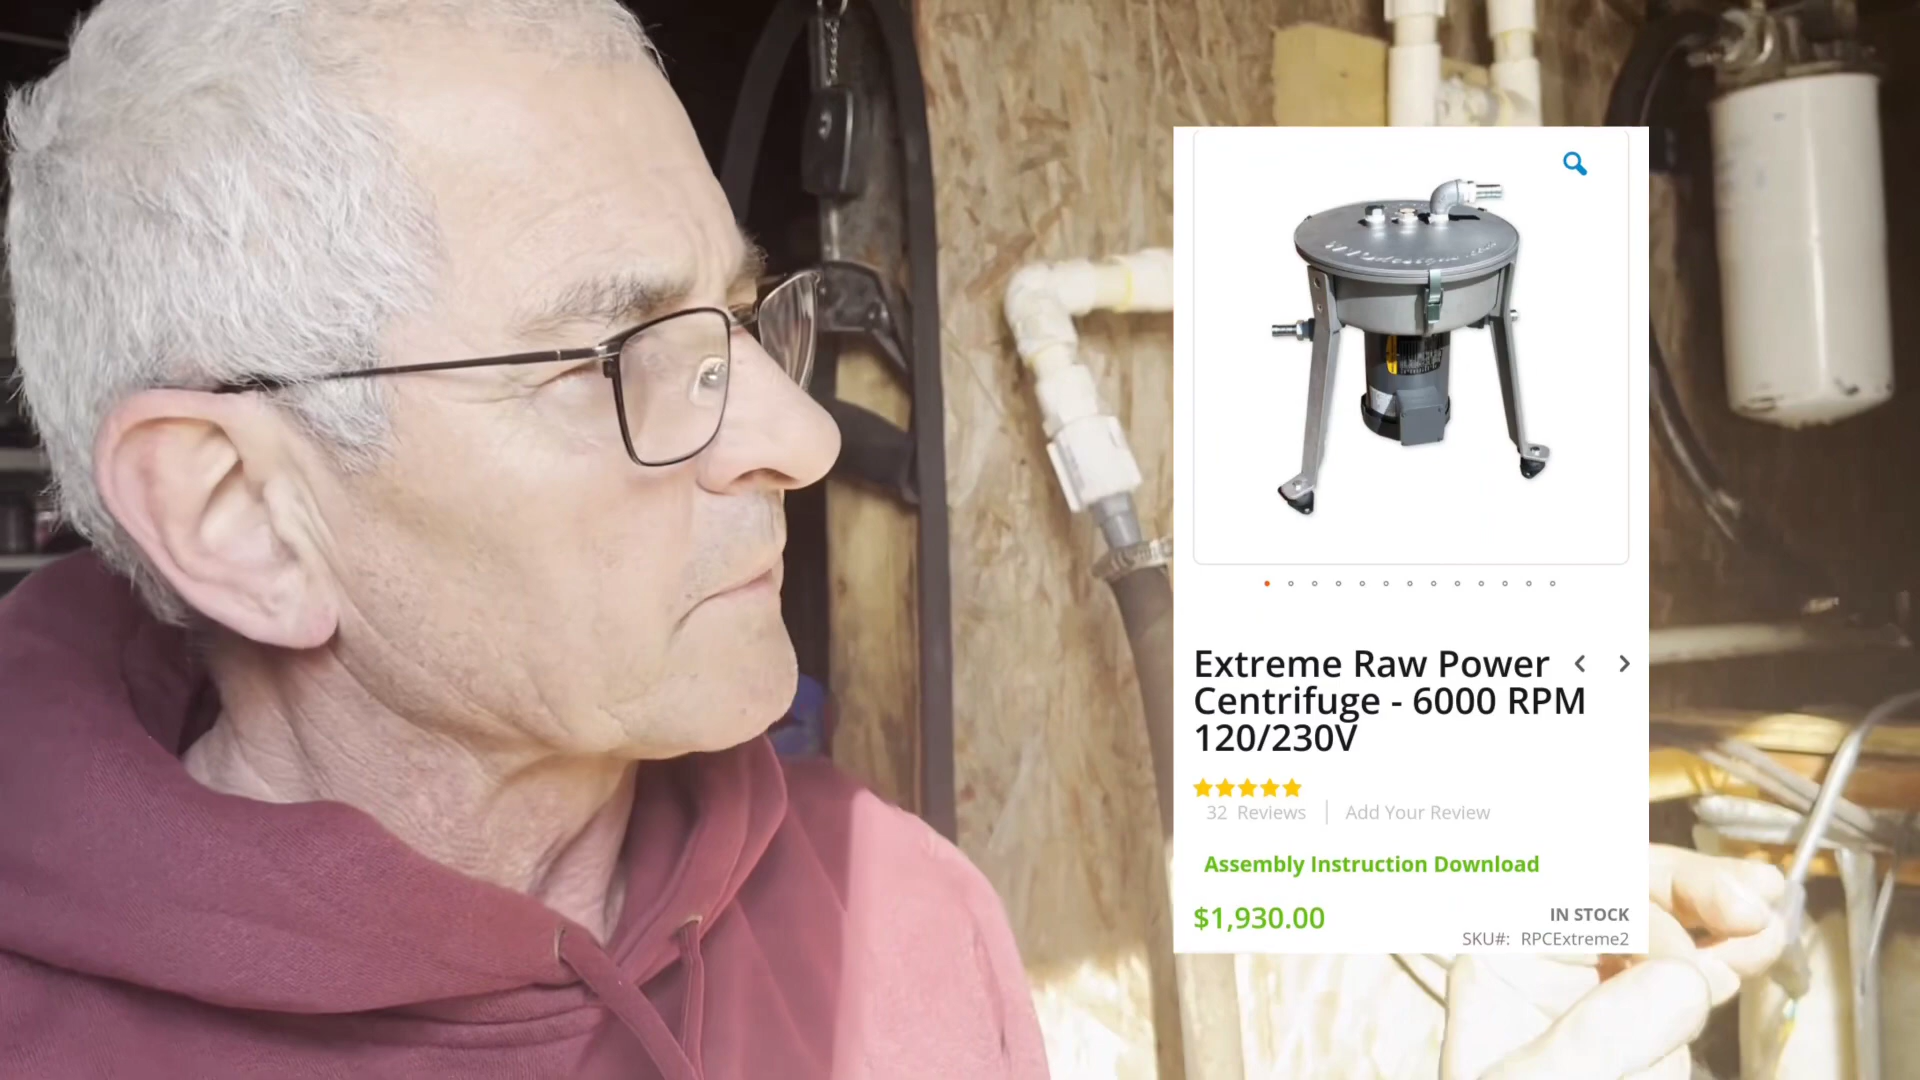 Extreme Raw Power
Centrifuge - 6000 RPM
120/230V
32 Reviews
Add Your Review
Assembly Instruction Download
$1,930.00
IN STOCK
SKU#: RPCExtreme2